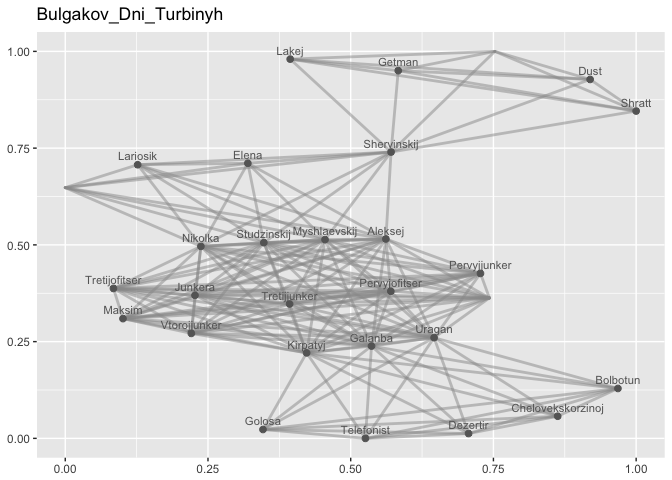 Bulgakov_Dni_Turbinyh
1.00
Lakej
Getman
Dust
Shratt
0.75
Shervinskij
Lariosik
Elena
0.50
Nikolka
Studzinskij
Myshlaevskij
Aleksej
Pervyijunker
Tretijofitser
Junkera
Tretijjunker
Pervyjofitser
Maksim
Vtoroijunker
0.25
Kirpatyj
Galanba
Uragan
Bolbotun
Chelovekskorzinoj
0.00
Golosa
Telefonist
Dezertir
0.00
0.25
0.50
0.75
1.00